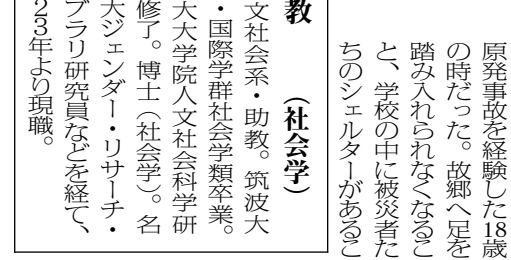 原発事故を経験した18歳
の時だった。故郷へ足を
踏み入れられなくなるこ
と、学校の中に被災者た
ちのシェルターがあるこ
教
（社会学）
文社会系・助教。筑波大
・国際学群社会学類卒業。
大大学院人文社会科学研
修了。博士（社会学）。名
大ジェンダー・リサーチ・
ブラリ研究員などを経て、
23年より現職。